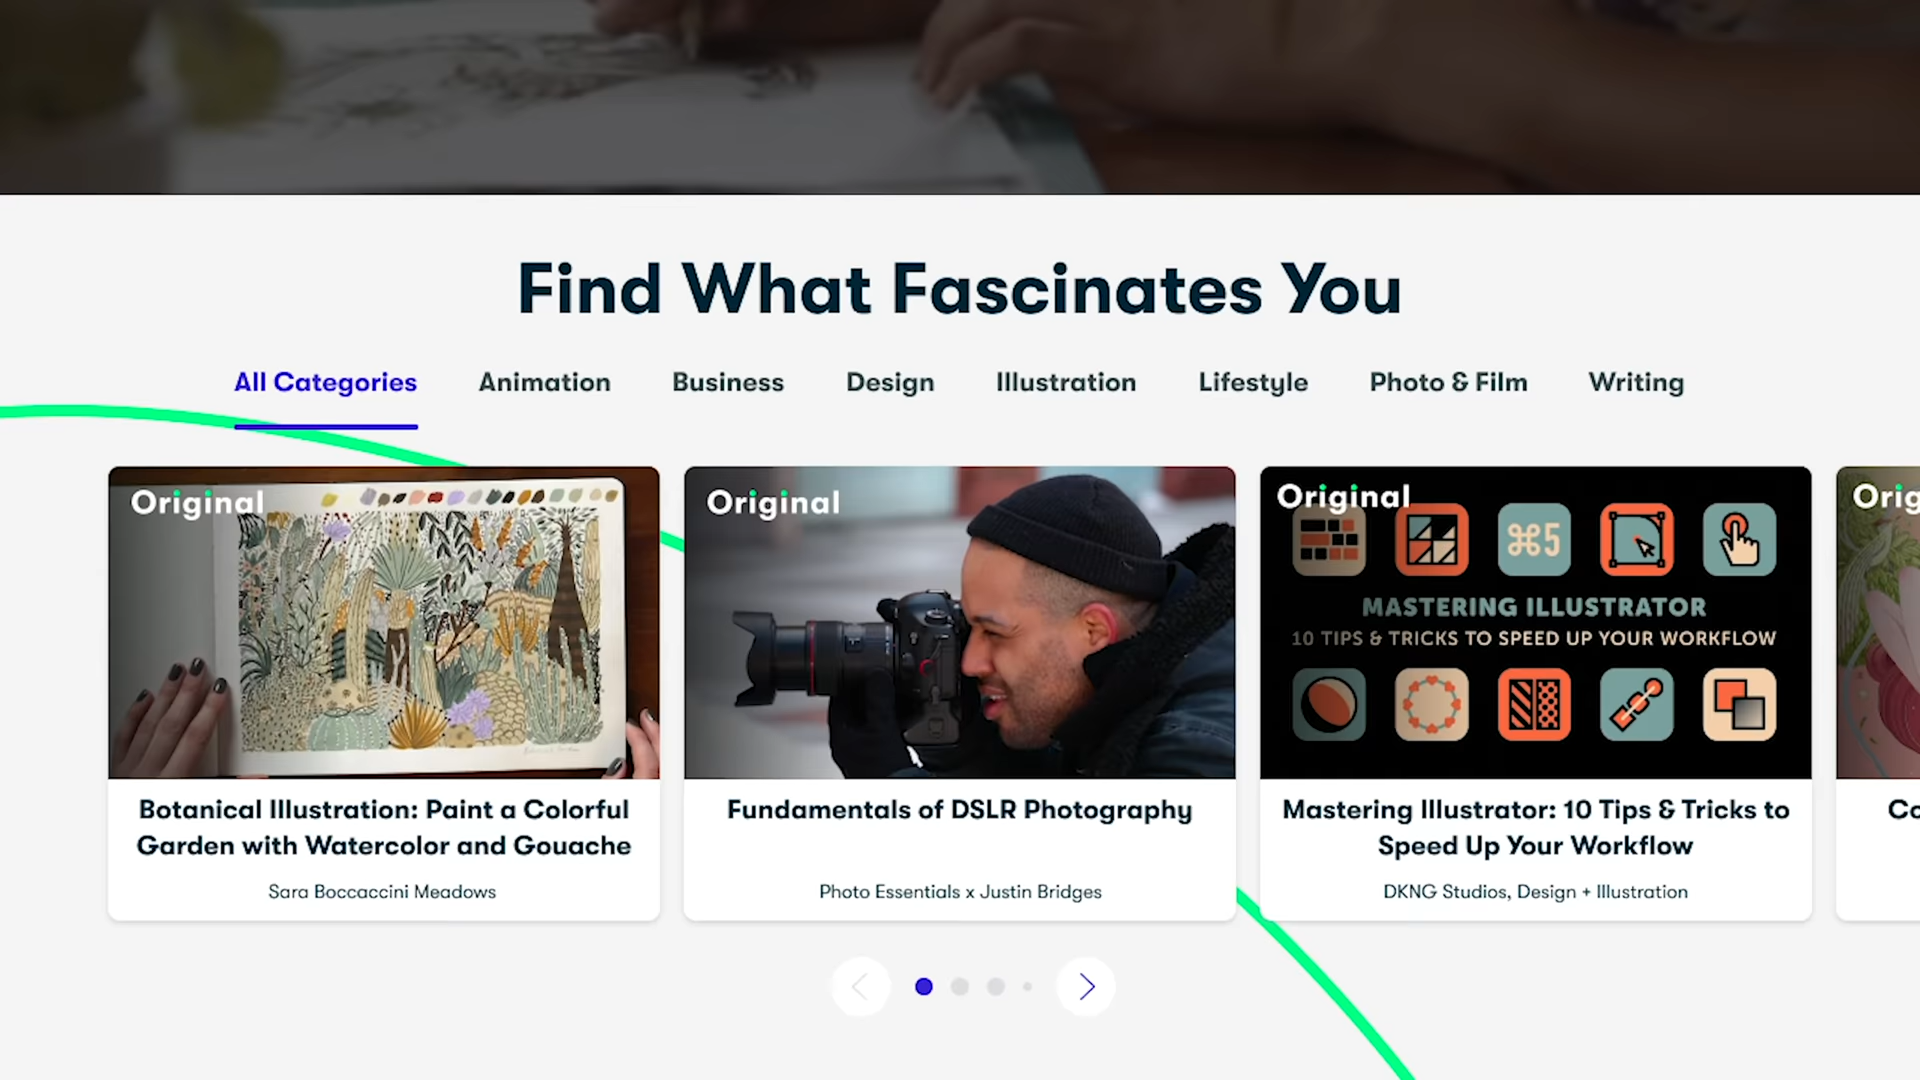 Find What Fascinates You
All Categories
Animation
Business
Design
Illustration
Lifestyle
Photo & Film
Writing
Original
Original
Original
Orig
⌘5
MASTERING ILLUSTRATOR
10 TIPS & TRICKS TO SPEED UP YOUR WORKFLOW
Botanical Illustration: Paint a Colorful
Garden with Watercolor and Gouache
Sara Boccaccini Meadows
Fundamentals of DSLR Photography
Photo Essentials x Justin Bridges
Mastering Illustrator: 10 Tips & Tricks to
Speed Up Your Workflow
DKNG Studios, Design + Illustration
Co